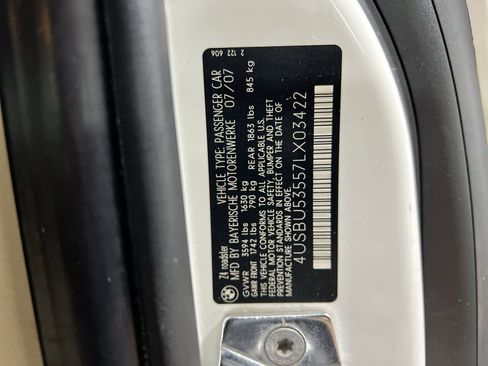 Z4 roadster VEHICLE TYPE: PASSENGER CAR
MFD BY BAYERISCHE MOTORENWERKE 07/07
GVWR 3594 lbs 1630 kg
GAWR FRONT 1742 lbs 790 kg REAR 1863 lbs 845 kg
THIS VEHICLE CONFORMS TO ALL APPLICABLE U.S.
FEDERAL MOTOR VEHICLE SAFETY, BUMPER AND THEFT
PREVENTION STANDARDS IN EFFECT ON THE DATE OF
MANUFACTURE SHOWN ABOVE.
4USBU53557LX03422
2 122 606